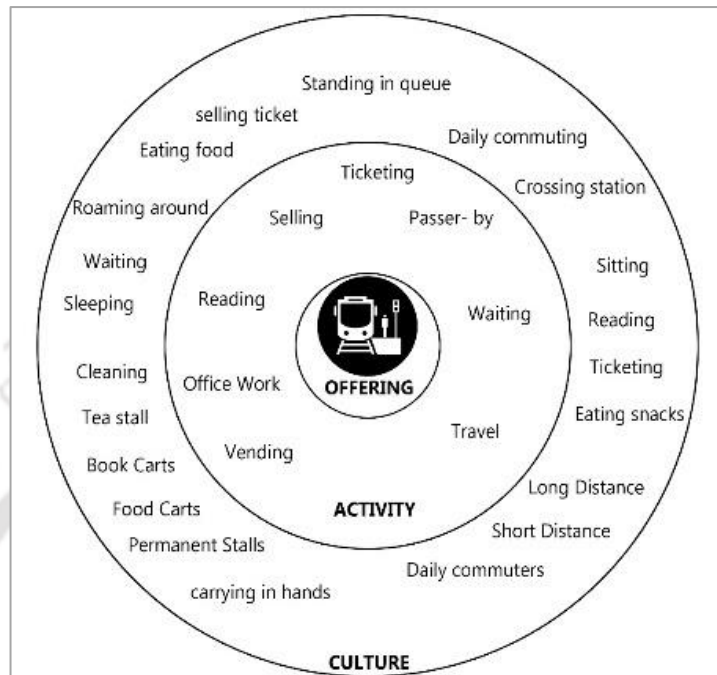 Standing in queue
selling ticket
Daily commuting
Eating food
Ticketing
Crossing station
Roaming around
Selling
Passer- by
Waiting
Sitting
Sleeping
Reading
Waiting
Reading
Cleaning
Office Work
OFFERING
Ticketing
Tea stall
Eating snacks
Vending
Travel
Book Carts
Long Distance
Food Carts
ACTIVITY
Short Distance
Permanent Stalls
Daily commuters
carrying in hands
CULTURE